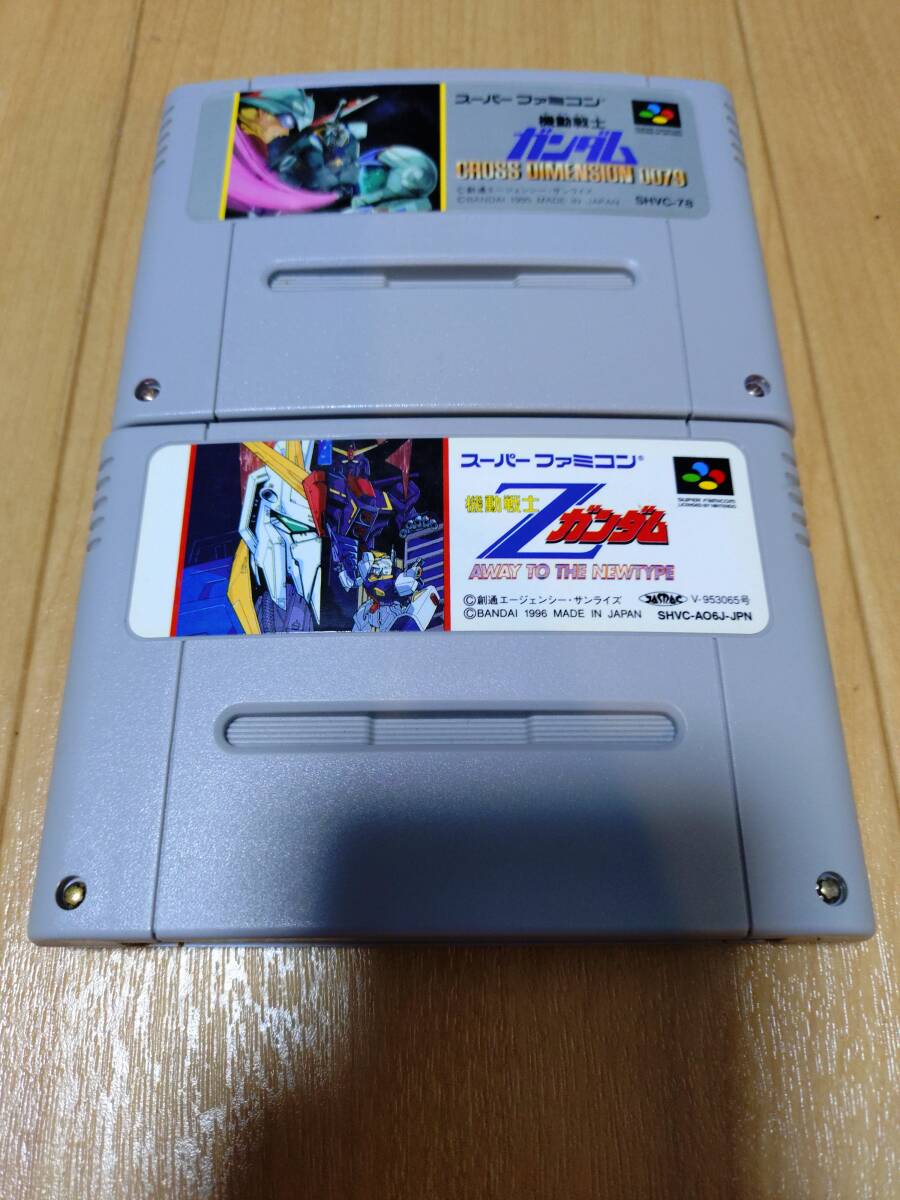 スーパーファミコン
機動戦士
ガンダム
CROSS DIMENSION 0079
©創通エージェンシー・サンライズ
©BANDAI 1995 MADE IN JAPAN
SHVC-78
スーパーファミコン®
SUPER FAMICOM
LICENSED BY NINTENDO
機動戦士
Zガンダム
AWAY TO THE NEWTYPE
©創通エージェンシー・サンライズ
JASRAC V-953065号
©BANDAI 1996 MADE IN JAPAN
SHVC-AO6J-JPN